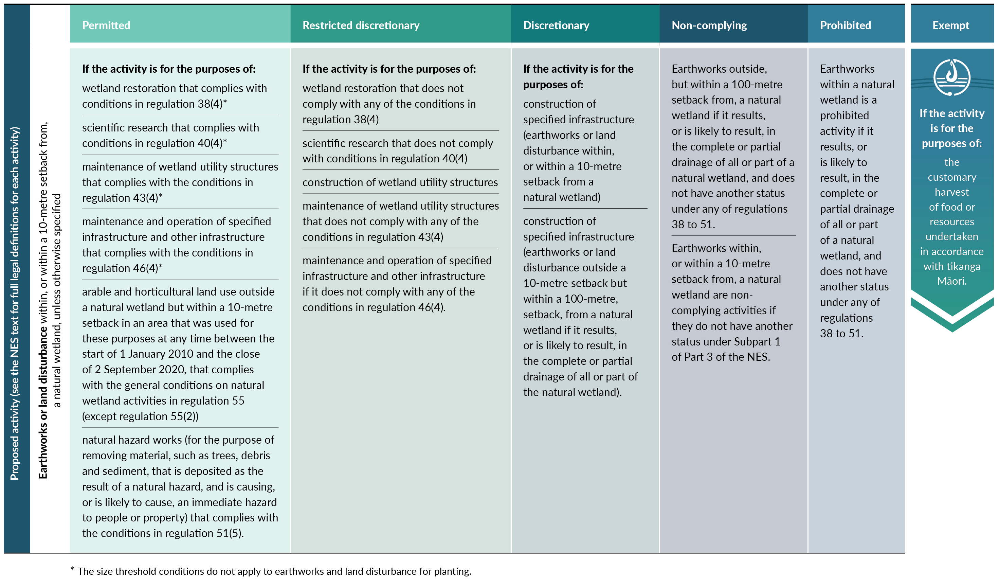 Proposed activity (see the NES text for full legal definitions for each activity)
Earthworks or land disturbance within, or within a 10-metre setback from,
a natural wetland, unless otherwise specified
Permitted
If the activity is for the purposes of:
wetland restoration that complies with
conditions in regulation 38(4)*
scientific research that complies with
conditions in regulation 40(4)*
maintenance of wetland utility structures
that complies with the conditions in
regulation 43(4)*
maintenance and operation of specified
infrastructure and other infrastructure
that complies with the conditions in
regulation 46(4)*
arable and horticultural land use outside
a natural wetland but within a 10-metre
setback in an area that was used for
these purposes at any time between the
start of 1 January 2010 and the close
of 2 September 2020, that complies
with the general conditions on natural
wetland activities in regulation 55
(except regulation 55(2))
natural hazard works (for the purpose of
removing material, such as trees, debris
and sediment, that is deposited as the
result of a natural hazard, and is causing,
or is likely to cause, an immediate hazard
to people or property) that complies with
the conditions in regulation 51(5).
Restricted discretionary
If the activity is for the purposes of:
wetland restoration that does not
comply with any of the conditions in
regulation 38(4)
scientific research that does not comply
with conditions in regulation 40(4)
construction of wetland utility structures
maintenance of wetland utility structures
that does not comply with any of the
conditions in regulation 43(4)
maintenance and operation of specified
infrastructure and other infrastructure
if it does not comply with any of the
conditions in regulation 46(4).
Discretionary
If the activity is for the
purposes of:
construction of
specified infrastructure
(earthworks or land
disturbance within,
or within a 10-metre
setback from a
natural wetland)
construction of
specified infrastructure
(earthworks or land
disturbance outside a
10-metre setback but
within a 100-metre,
setback, from a natural
wetland if it results,
or is likely to result, in
the complete or partial
drainage of all or part of
the natural wetland).
Non-complying
Earthworks outside,
but within a 100-metre
setback from, a natural
wetland if it results,
or is likely to result, in
the complete or partial
drainage of all or part of a
natural wetland, and does
not have another status
under any of regulations
38 to 51.
Earthworks within,
or within a 10-metre
setback from, a natural
wetland are non-
complying activities if
they do not have another
status under Subpart 1
of Part 3 of the NES.
Prohibited
Earthworks
within a natural
wetland is a
prohibited
activity if it
results, or
is likely to
result, in the
complete or
partial drainage
of all or part
of a natural
wetland, and
does not have
another status
under any of
regulations
38 to 51.
Exempt
If the activity
is for the
purposes of:
the
customary
harvest
of food or
resources
undertaken
in accordance
with tikanga
Māori.
* The size threshold conditions do not apply to earthworks and land disturbance for planting.